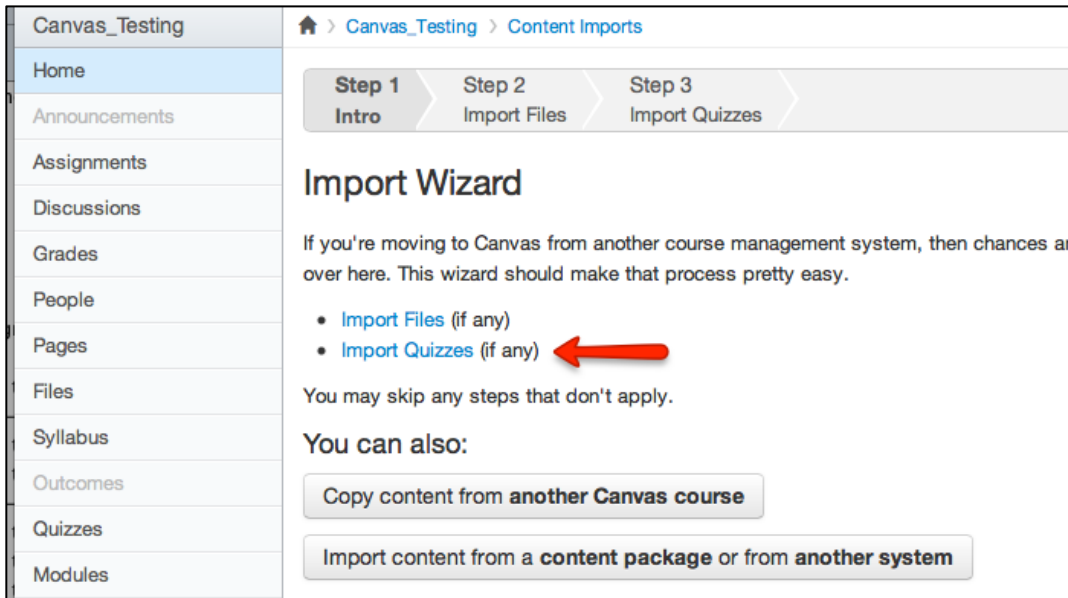 Canvas_Testing
Home
Announcements
Assignments
Discussions
Grades
People
Pages
Files
Syllabus
Outcomes
Quizzes
Modules
Canvas_Testing > Content Imports
Step 1 Step 2 Step 3
Intro Import Files Import Quizzes
Import Wizard
If you're moving to Canvas from another course management system, then chances
over here. This wizard should make that process pretty easy.
• Import Files (if any)
• Import Quizzes (if any)
You may skip any steps that don't apply.
You can also:
Copy content from another Canvas course
Import content from a content package or from another system